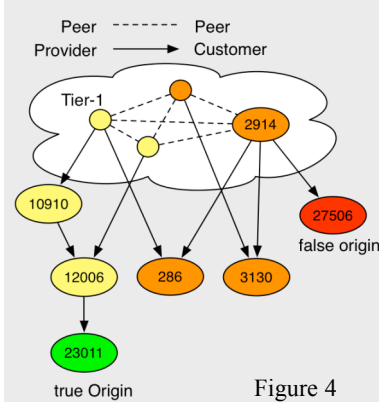 Peer Peer
Provider Customer
Tier-1
2914
10910
27506
false origin
12006
286
3130
23011
true Origin
Figure 4